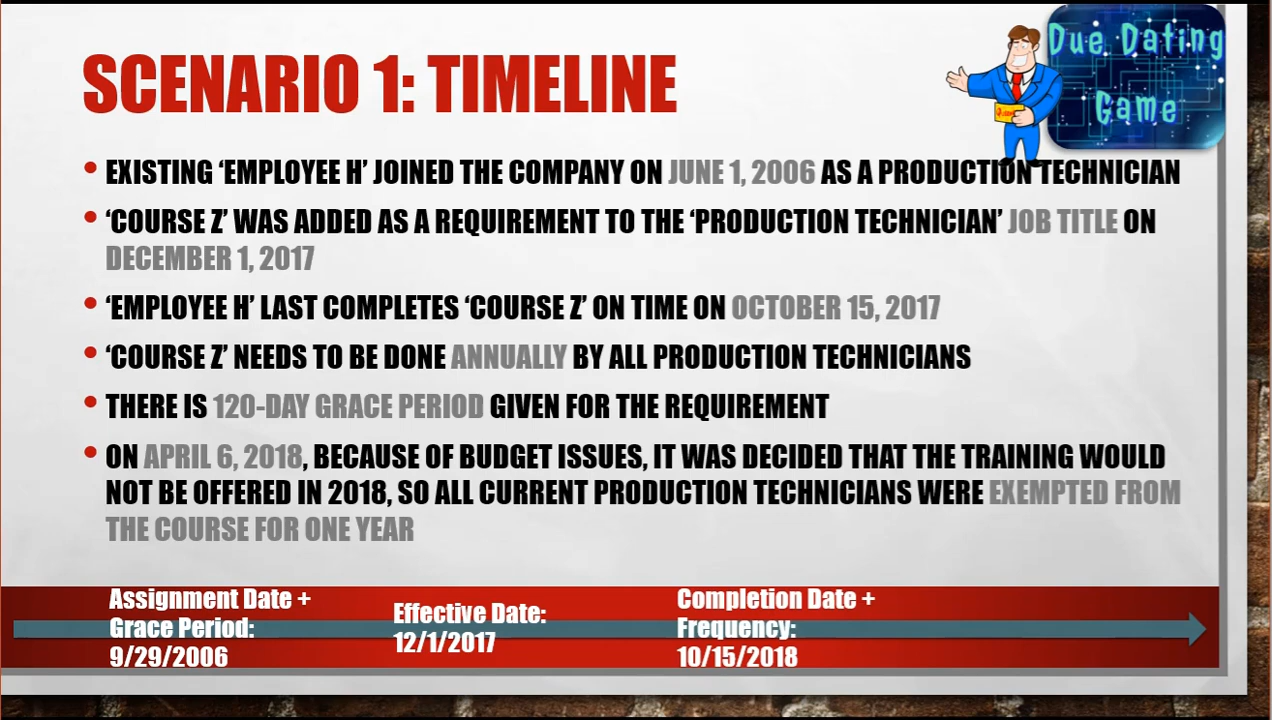 Due Dating
Game
SCENARIO 1: TIMELINE
• EXISTING ‘EMPLOYEE H’ JOINED THE COMPANY ON JUNE 1, 2006 AS A PRODUCTION TECHNICIAN
• ‘COURSE Z’ WAS ADDED AS A REQUIREMENT TO THE ‘PRODUCTION TECHNICIAN’ JOB TITLE ON
DECEMBER 1, 2017
• ‘EMPLOYEE H’ LAST COMPLETES ‘COURSE Z’ ON TIME ON OCTOBER 15, 2017
• ‘COURSE Z’ NEEDS TO BE DONE ANNUALLY BY ALL PRODUCTION TECHNICIANS
• THERE IS 120-DAY GRACE PERIOD GIVEN FOR THE REQUIREMENT
• ON APRIL 6, 2018, BECAUSE OF BUDGET ISSUES, IT WAS DECIDED THAT THE TRAINING WOULD
NOT BE OFFERED IN 2018, SO ALL CURRENT PRODUCTION TECHNICIANS WERE EXEMPTED FROM
THE COURSE FOR ONE YEAR
Assignment Date +
Grace Period:
9/29/2006
Effective Date:
12/1/2017
Completion Date +
Frequency:
10/15/2018